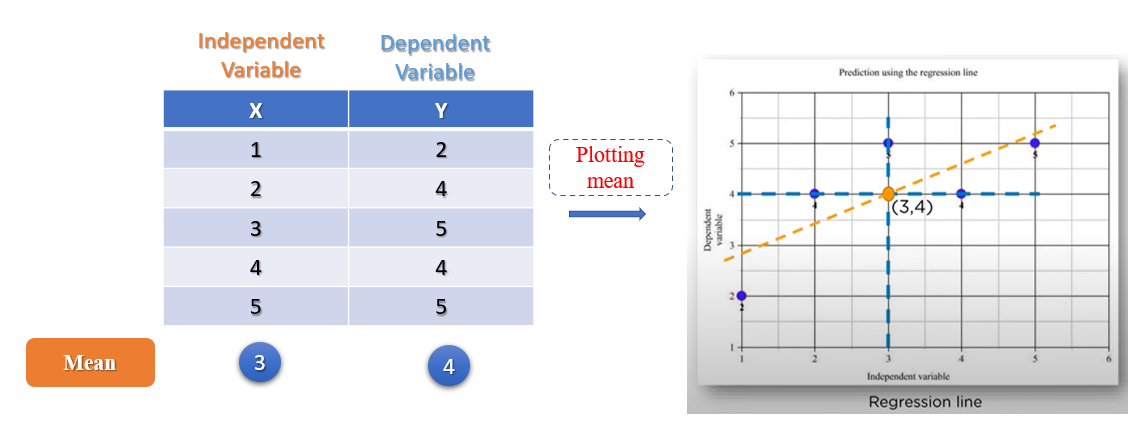 Independent
Variable
Dependent
Variable
X Y
1 2
2 4
3 5
4 4
5 5
Mean 3 4
Plotting
mean
Prediction using the regression line
6
5
4
3
2
1
1 2 3 4 5 6
2
4
5
4
5
(3,4)
Dependent
variable
Independent variable
Regression line